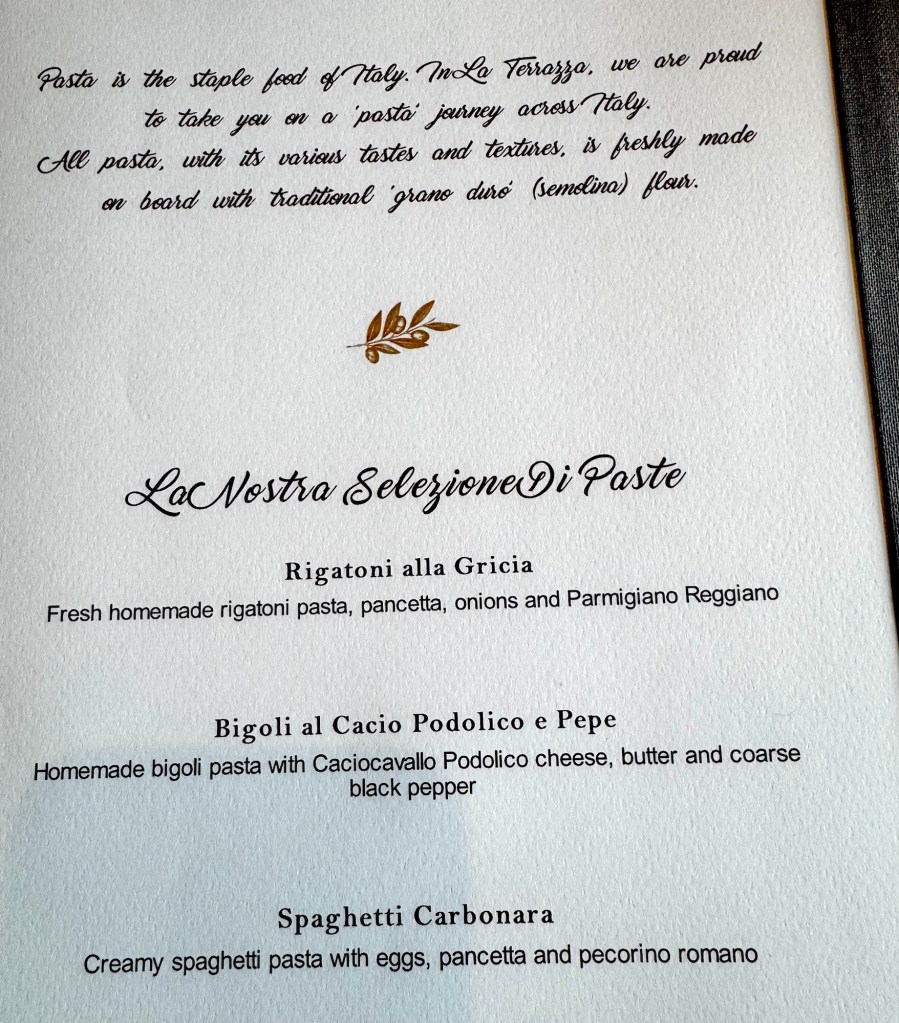 Pasta is the staple food of Italy. In La Terrazza, we are proud
to take you on a 'pasta' journey across Italy.
All pasta, with its various tastes and textures, is freshly made
on board with traditional 'grano duro' (semolina) flour.
La Nostra Selezione Di Paste
Rigatoni alla Gricia
Fresh homemade rigatoni pasta, pancetta, onions and Parmigiano Reggiano
Bigoli al Cacio Podolico e Pepe
Homemade bigoli pasta with Caciocavallo Podolico cheese, butter and coarse
black pepper
Spaghetti Carbonara
Creamy spaghetti pasta with eggs, pancetta and pecorino romano